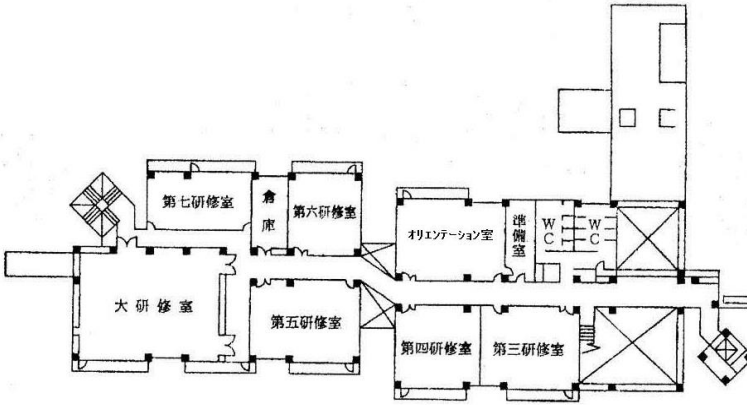 第七研修室
倉庫
第六研修室
オリエンテーション室
準備室
WC
WC
大研修室
第五研修室
第四研修室
第三研修室